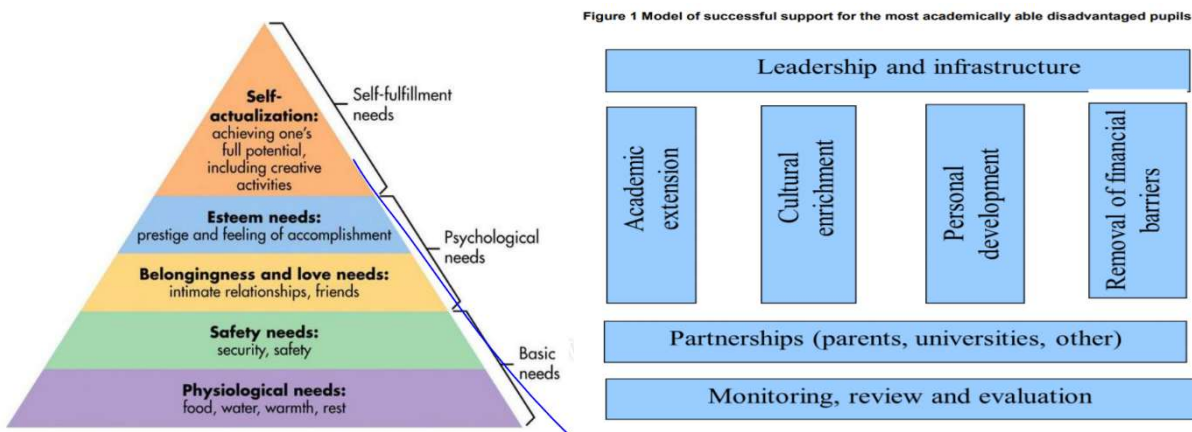 Self-
actualization:
achieving one's
full potential,
including creative
activities
Esteem needs:
prestige and feeling of accomplishment
Belongingness and love needs:
intimate relationships, friends
Safety needs:
security, safety
Physiological needs:
food, water, warmth, rest
Self-fulfillment
needs
Psychological
needs
Basic
needs
Figure 1 Model of successful support for the most academically able disadvantaged pupils
Leadership and infrastructure
Academic
extension
Cultural
enrichment
Personal
development
Removal of financial
barriers
Partnerships (parents, universities, other)
Monitoring, review and evaluation